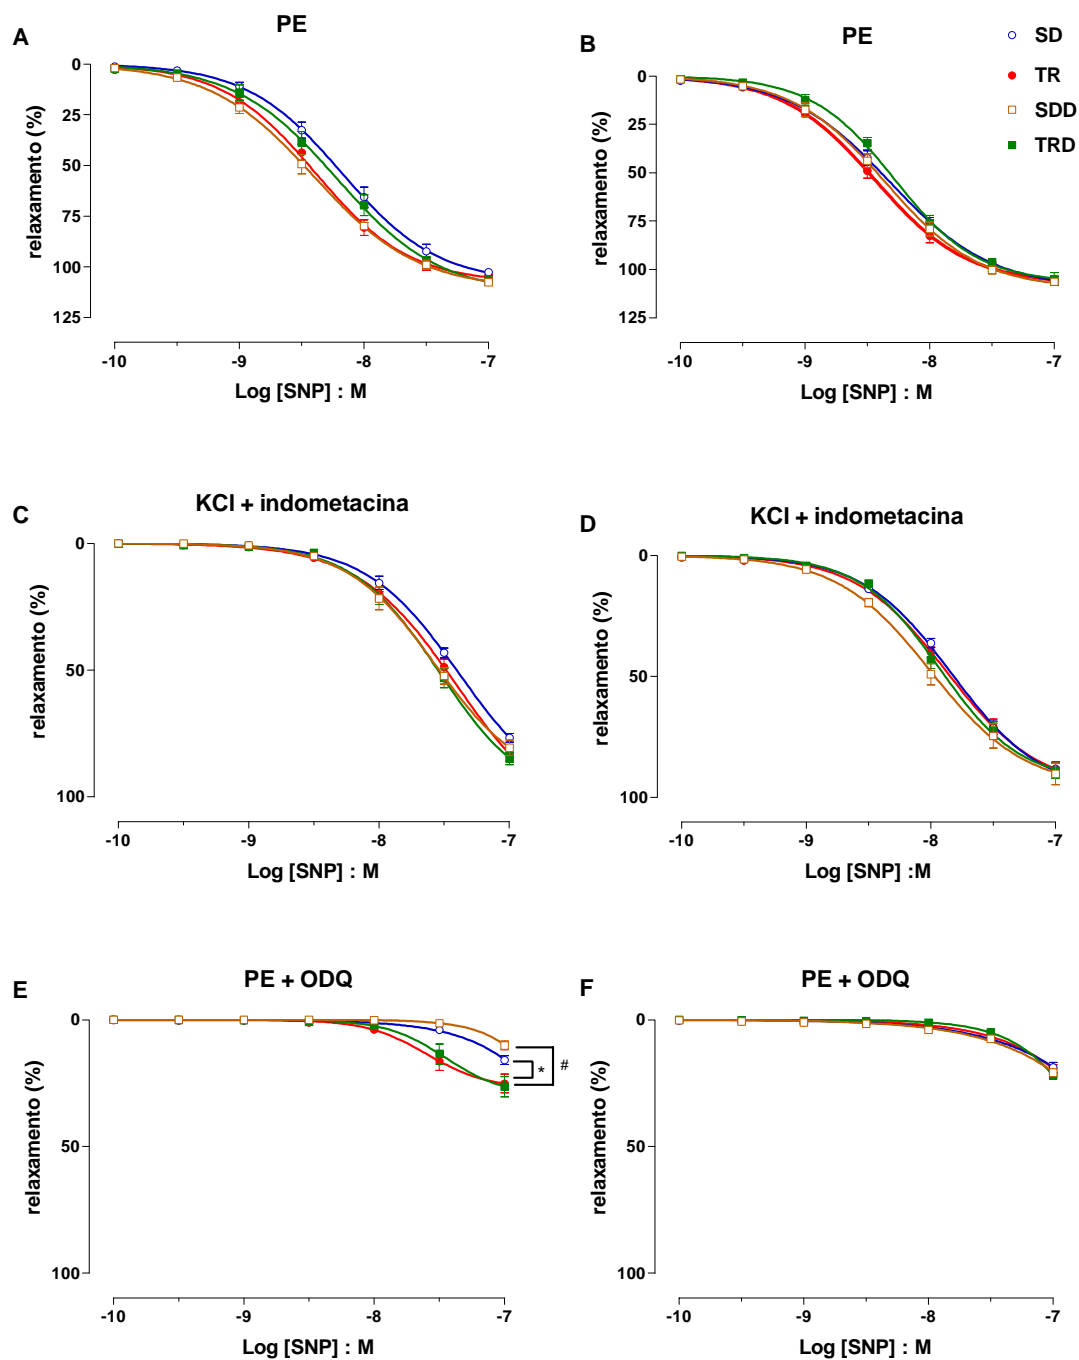 A
PE
0
25
50
75
100
125
relaxamento (%)
-10
-9
-8
-7
Log [SNP] : M
B
PE
0
25
50
75
100
125
relaxamento (%)
-10
-9
-8
-7
Log [SNP] : M
SD
TR
SDD
TRD
C
KCl + indometacina
0
50
100
relaxamento (%)
-10
-9
-8
-7
Log [SNP] : M
D
KCl + indometacina
0
50
100
relaxamento (%)
-10
-9
-8
-7
Log [SNP] :M
E
PE + ODQ
0
50
100
relaxamento (%)
* #
-10
-9
-8
-7
Log [SNP] : M
F
PE + ODQ
0
50
100
relaxamento (%)
-10
-9
-8
-7
Log [SNP] : M